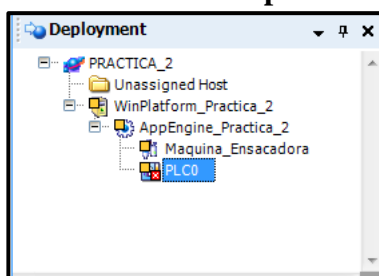 Deployment
PRACTICA_2
Unassigned Host
WinPlatform_Practica_2
AppEngine_Practica_2
Maquina_Ensacadora
PLC0